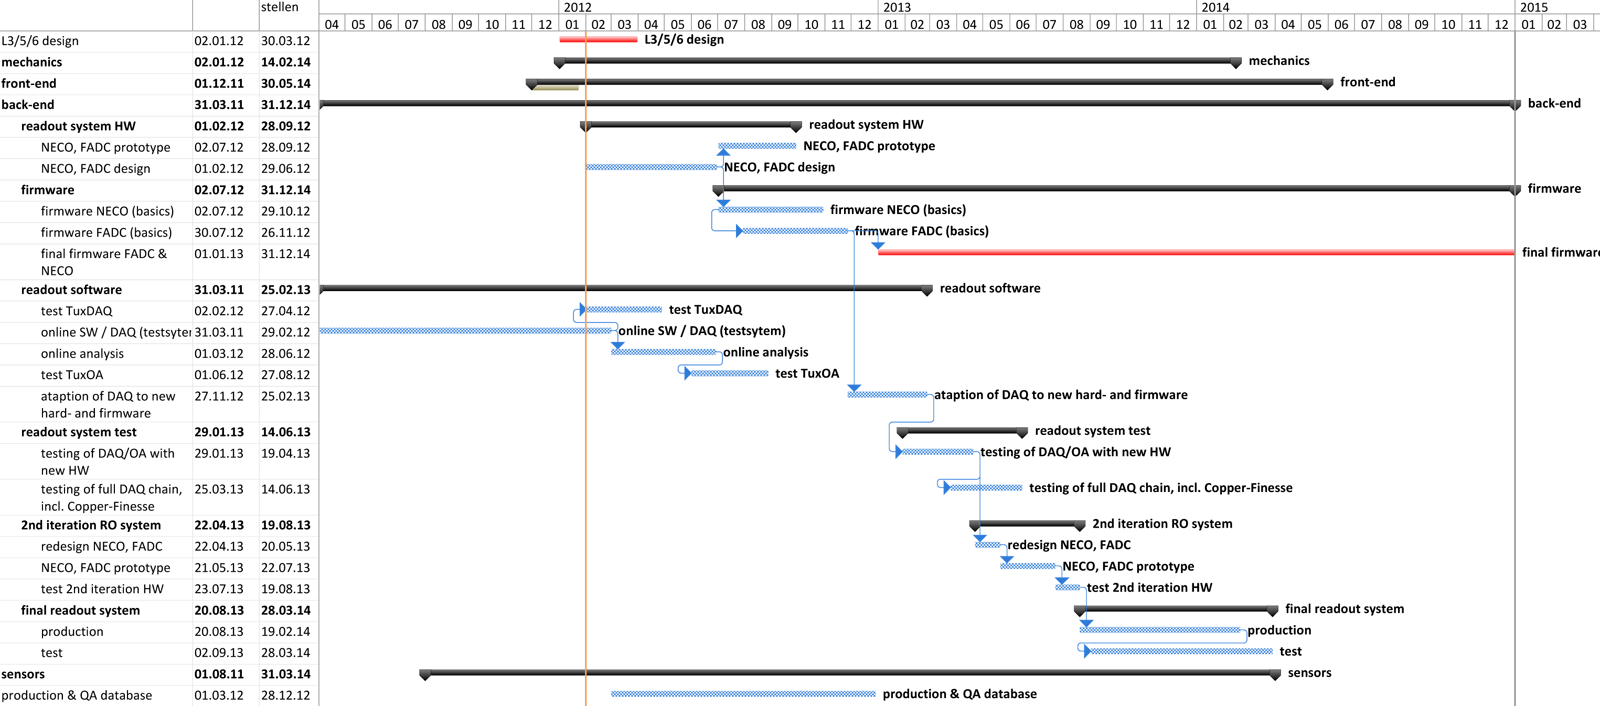 stellen 2012 2013 2014 2015
04 05 06 07 08 09 10 11 12 01 02 03 04 05 06 07 08 09 10 11 12 01 02 03 04 05 06 07 08 09 10 11 12 01 02 03 04 05 06 07 08 09 10 11 12 01 02 03
L3/5/6 design 02.01.12 30.03.12 L3/5/6 design
mechanics 02.01.12 14.02.14 mechanics
front-end 01.12.11 30.05.14 front-end
back-end 31.03.11 31.12.14 back-end
readout system HW 01.02.12 28.09.12 readout system HW
NECO, FADC prototype 02.07.12 28.09.12 NECO, FADC prototype
NECO, FADC design 01.02.12 29.06.12 NECO, FADC design
firmware 02.07.12 31.12.14 firmware
firmware NECO (basics) 02.07.12 29.10.12 firmware NECO (basics)
firmware FADC (basics) 30.07.12 26.11.12 firmware FADC (basics)
final firmware FADC & 01.01.13 31.12.14 final firmware
NECO
readout software 31.03.11 25.02.13 readout software
test TuxDAQ 02.02.12 27.04.12 test TuxDAQ
online SW / DAQ (testsyter 31.03.11 29.02.12 online SW / DAQ (testsytem)
online analysis 01.03.12 28.06.12 online analysis
test TuxOA 01.06.12 27.08.12 test TuxOA
ataption of DAQ to new 27.11.12 25.02.13 ataption of DAQ to new hard- and firmware
hard- and firmware
readout system test 29.01.13 14.06.13 readout system test
testing of DAQ/OA with 29.01.13 19.04.13 testing of DAQ/OA with new HW
new HW
testing of full DAQ chain, 25.03.13 14.06.13 testing of full DAQ chain, incl. Copper-Finesse
incl. Copper-Finesse
2nd iteration RO system 22.04.13 19.08.13 2nd iteration RO system
redesign NECO, FADC 22.04.13 20.05.13 redesign NECO, FADC
NECO, FADC prototype 21.05.13 22.07.13 NECO, FADC prototype
test 2nd iteration HW 23.07.13 19.08.13 test 2nd iteration HW
final readout system 20.08.13 28.03.14 final readout system
production 20.08.13 19.02.14 production
test 02.09.13 28.03.14 test
sensors 01.08.11 31.03.14 sensors
production & QA database 01.03.12 28.12.12 production & QA database